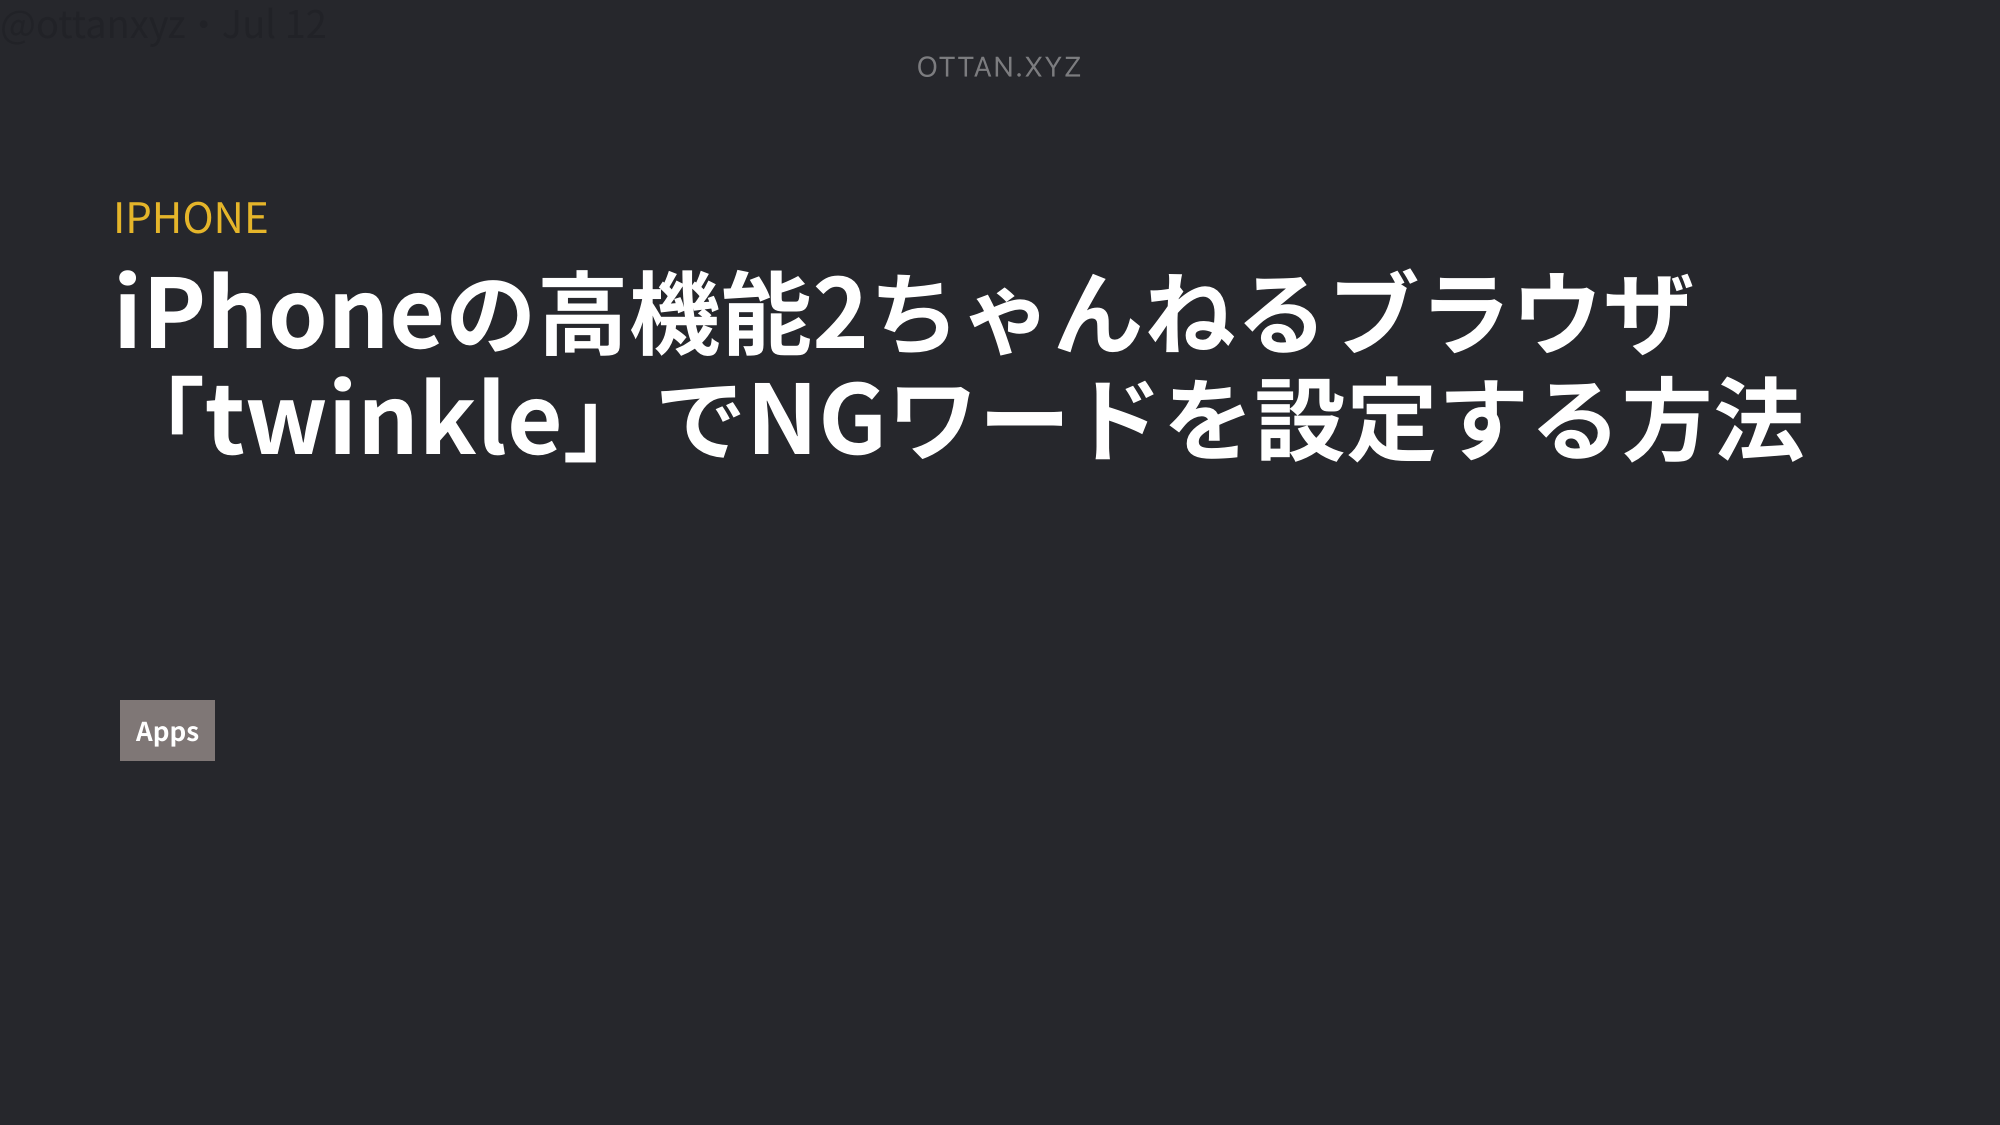 @ottanxyz・Jul 12
OTTAN.XYZ
IPHONE
iPhoneの高機能2ちゃんねるブラウザ
「twinkle」でNGワードを設定する方法
Apps